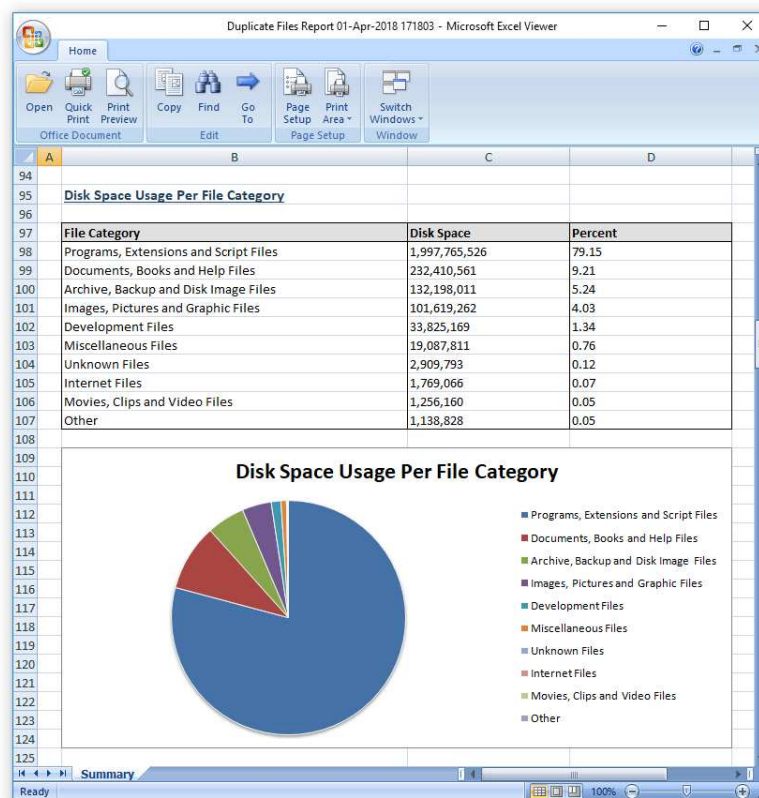 Duplicate Files Report 01-Apr-2018 171803 - Microsoft Excel Viewer
Home
Open Quick Print Print Preview Copy Find Go To Page Setup Print Area Switch Windows
Office Document Edit Page Setup Window
A B C D
94
95 Disk Space Usage Per File Category
96
97 File Category Disk Space Percent
98 Programs, Extensions and Script Files 1,997,765,526 79.15
99 Documents, Books and Help Files 232,410,561 9.21
100 Archive, Backup and Disk Image Files 132,198,011 5.24
101 Images, Pictures and Graphic Files 101,619,262 4.03
102 Development Files 33,825,169 1.34
103 Miscellaneous Files 19,087,811 0.76
104 Unknown Files 2,909,793 0.12
105 Internet Files 1,769,066 0.07
106 Movies, Clips and Video Files 1,256,160 0.05
107 Other 1,138,828 0.05
108
109
110 Disk Space Usage Per File Category
111
112 Programs, Extensions and Script Files
113 Documents, Books and Help Files
114 Archive, Backup and Disk Image Files
115 Images, Pictures and Graphic Files
116 Development Files
117
118 Miscellaneous Files
119 Unknown Files
120 Internet Files
121
122 Movies, Clips and Video Files
123 Other
124
125
Summary
Ready 100%